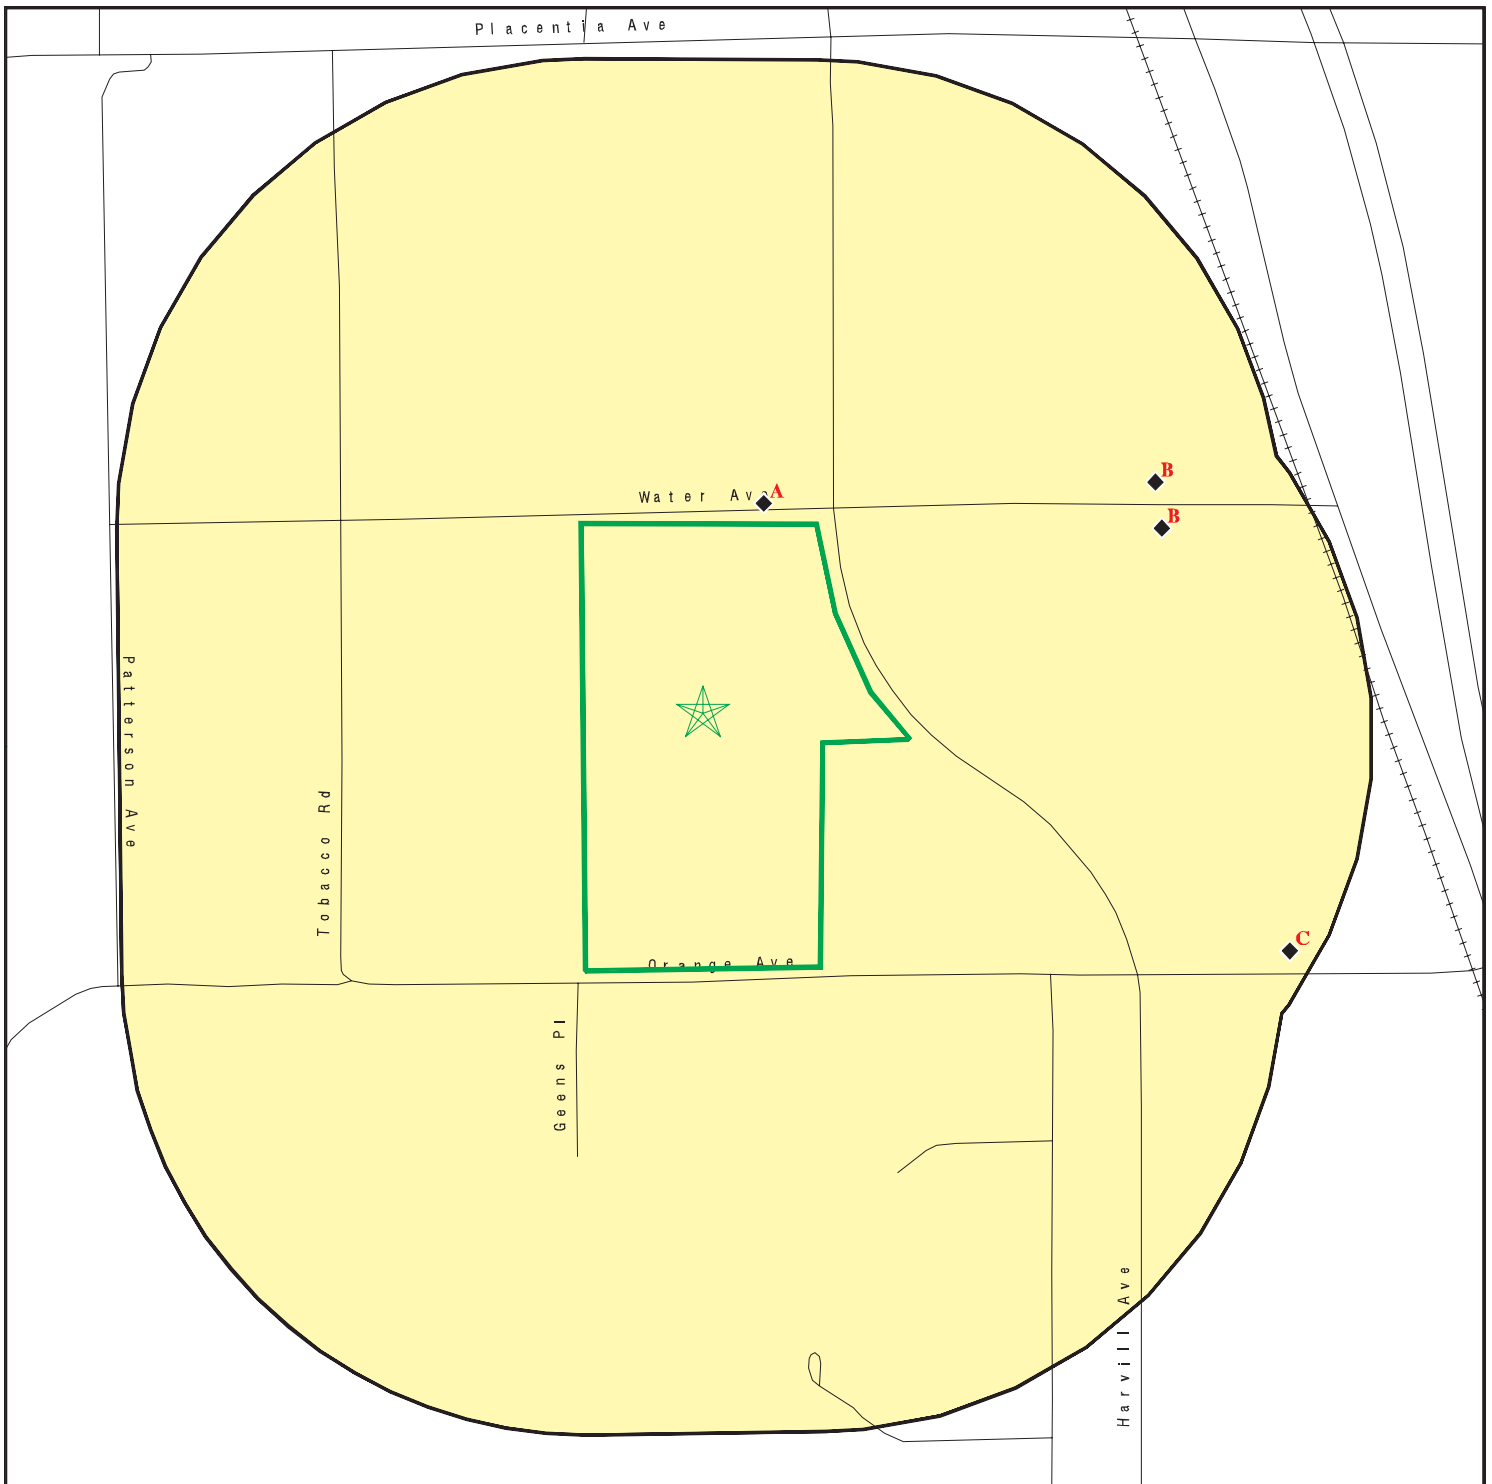 Placentia Ave
B
Water Ave
A
B
Patterson Ave
Tobacco Rd
C
Orange Ave
Geens Pl
Harvill Ave